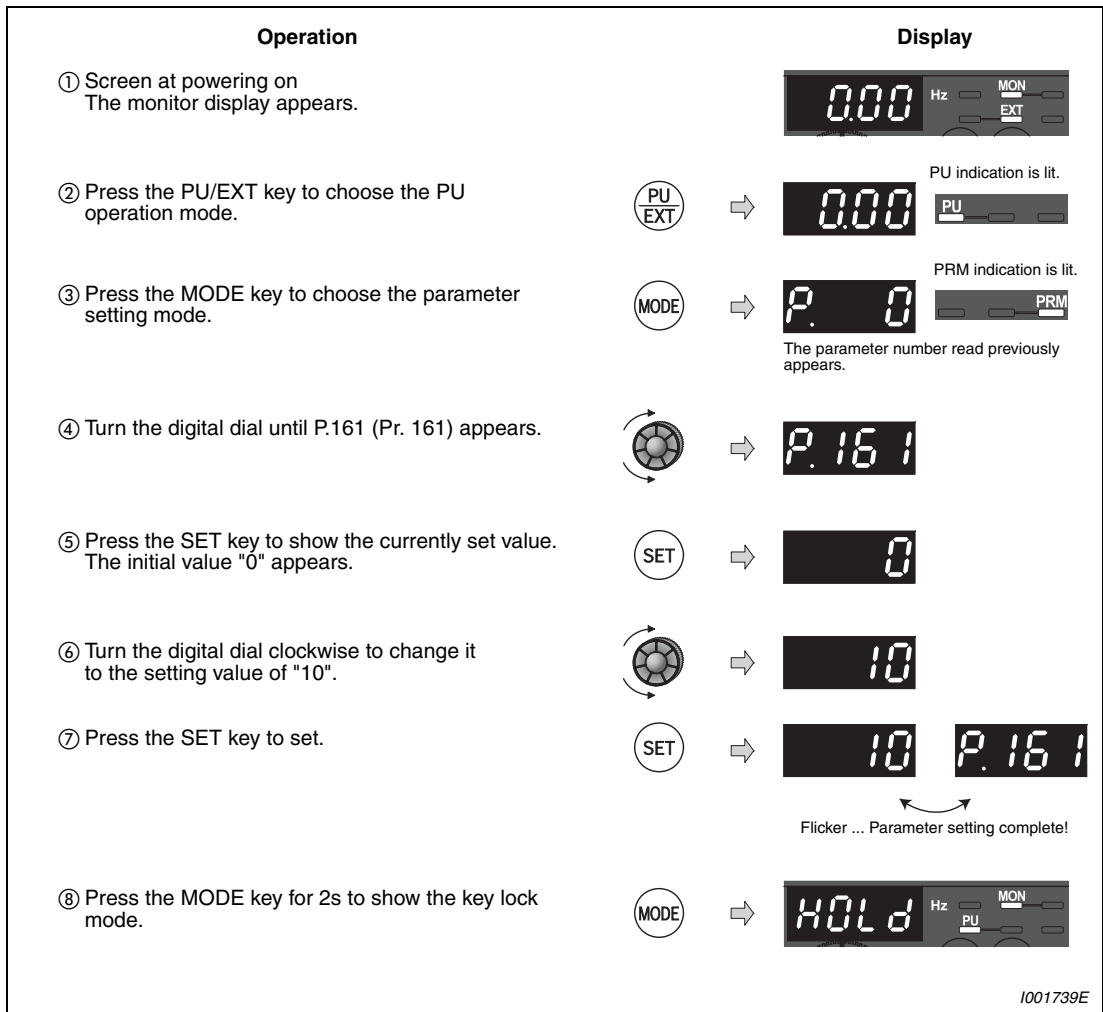 Operation
Display
① Screen at powering on
The monitor display appears.
0.00 Hz MON
EXT
② Press the PU/EXT key to choose the PU
operation mode.
PU
EXT
0.00
PU indication is lit.
PU
③ Press the MODE key to choose the parameter
setting mode.
MODE
P. 0
PRM indication is lit.
PRM
The parameter number read previously
appears.
④ Turn the digital dial until P.161 (Pr. 161) appears.
P.161
⑤ Press the SET key to show the currently set value.
The initial value "0" appears.
SET
0
⑥ Turn the digital dial clockwise to change it
to the setting value of "10".
10
⑦ Press the SET key to set.
SET
10
P.161
Flicker ... Parameter setting complete!
⑧ Press the MODE key for 2s to show the key lock
mode.
MODE
HOLd Hz MON
PU
I001739E